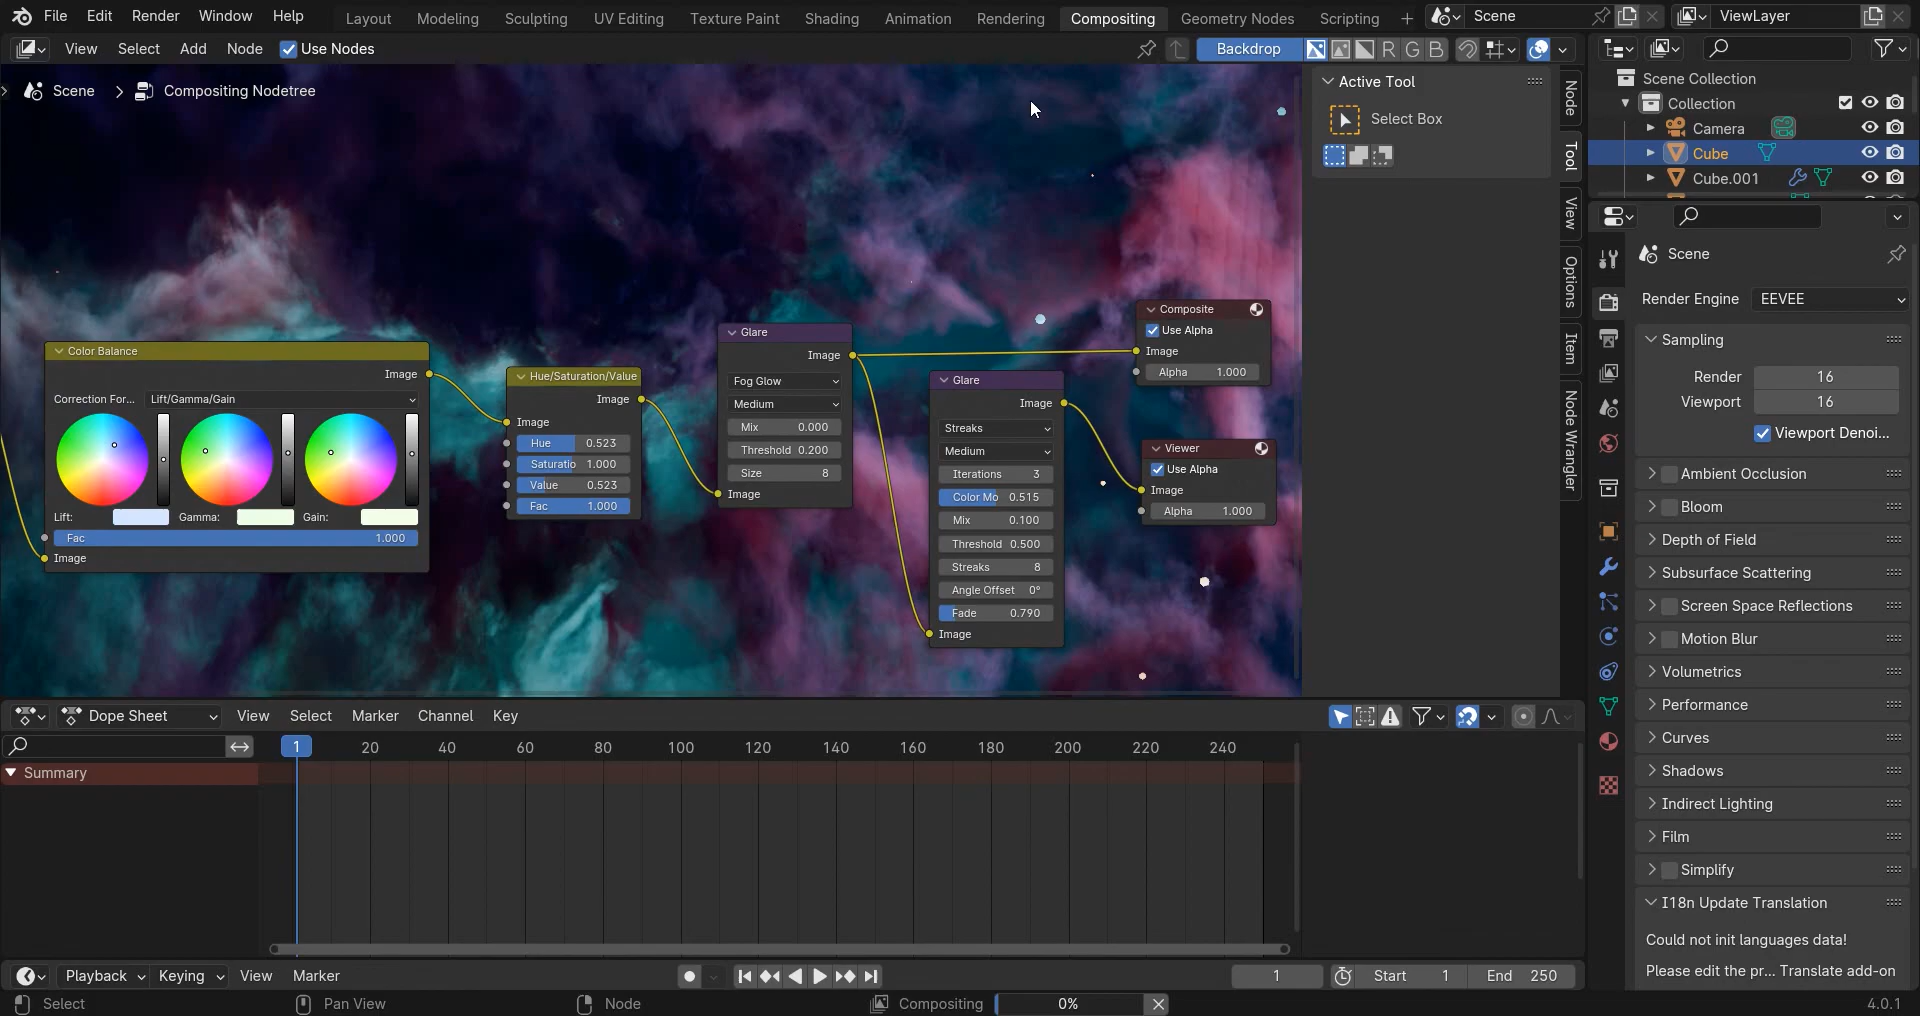 File Edit Render Window Help Layout Modeling Sculpting UV Editing Texture Paint Shading Animation Rendering Compositing Geometry Nodes Scripting Scene ViewLayer
View Select Add Node Use Nodes Backdrop R G B
Scene Compositing Nodetree
Active Tool
Select Box
Node
Tool
View
Options
Item
Node Wrangler
Scene Collection
Collection
Camera
Cube
Cube.001
Color Balance
Image
Correction For... Lift/Gamma/Gain
Lift: Gamma: Gain:
Fac 1.000
Image
Hue/Saturation/Value
Image
Image
Hue 0.523
Saturatio 1.000
Value 0.523
Fac 1.000
Glare
Image
Fog Glow
Medium
Mix 0.000
Threshold 0.200
Size 8
Image
Glare
Image
Streaks
Medium
Iterations 3
Color Mo 0.515
Mix 0.100
Threshold 0.500
Streaks 8
Angle Offset 0°
Fade 0.790
Image
Composite
Use Alpha
Image
Alpha 1.000
Viewer
Use Alpha
Image
Alpha 1.000
Scene
Render Engine EEVEE
Sampling
Render 16
Viewport 16
Viewport Denoi...
Ambient Occlusion
Bloom
Depth of Field
Subsurface Scattering
Screen Space Reflections
Motion Blur
Volumetrics
Performance
Curves
Shadows
Indirect Lighting
Film
Simplify
I18n Update Translation
Could not init languages data!
Please edit the pr... Translate add-on
Dope Sheet View Select Marker Channel Key
1 20 40 60 80 100 120 140 160 180 200 220 240
Summary
Playback Keying View Marker 1 Start 1 End 250
Select Pan View Node Compositing 0% 4.0.1